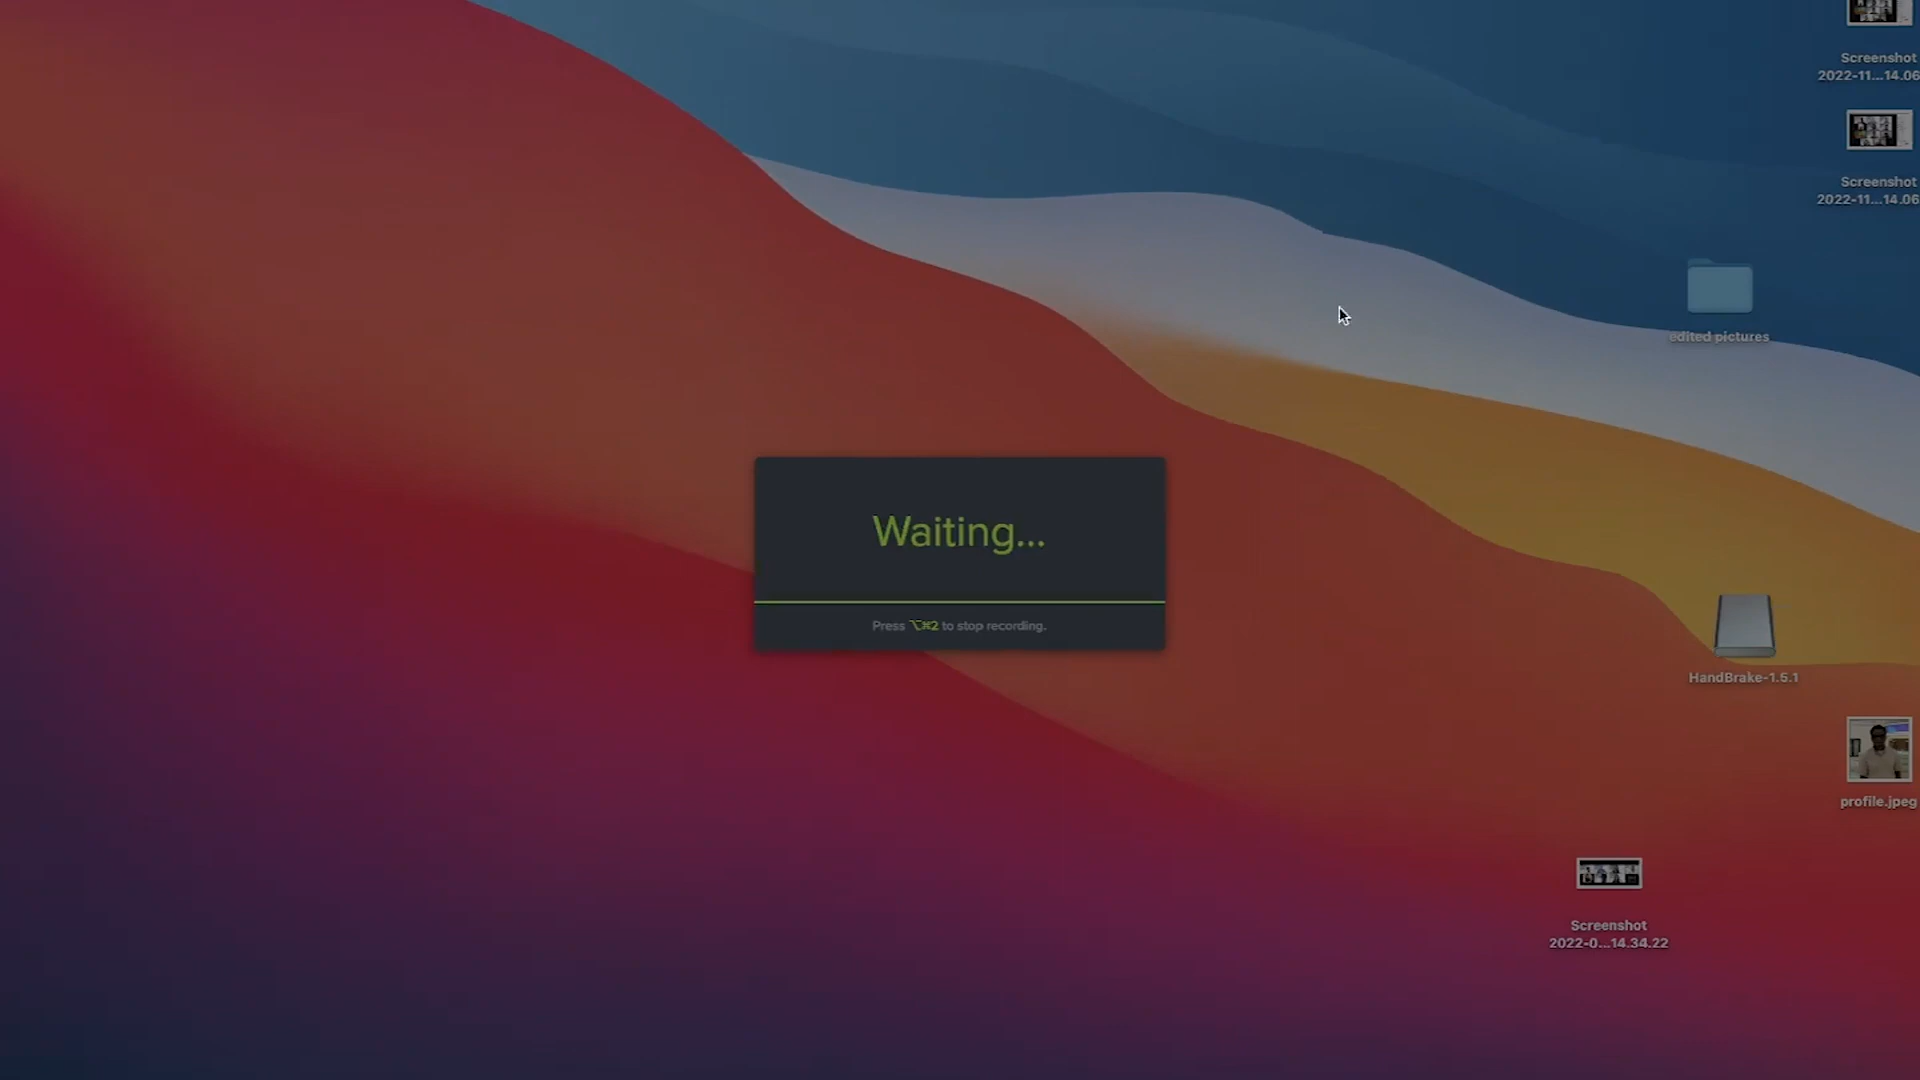 Screenshot
2022-11...14.06
Screenshot
2022-11...14.06
edited pictures
Waiting...
Press ⌥⌘2 to stop recording.
HandBrake-1.5.1
profile.jpeg
Screenshot
2022-0...14.34.22